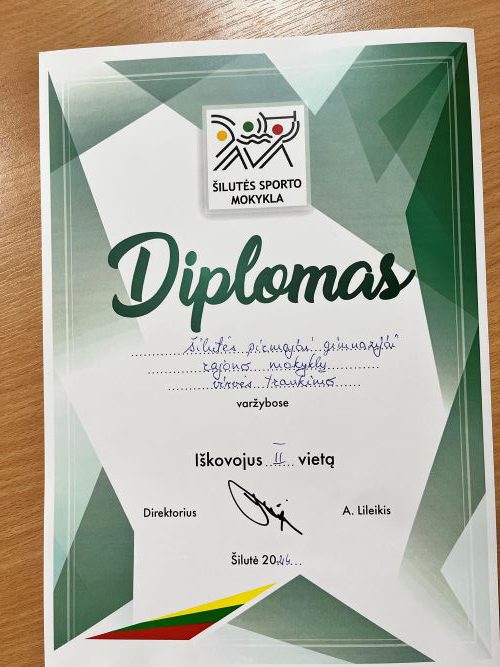 ŠILUTĖS SPORTO
MOKYKLA
Diplomas
Šilutės pirmajai gimnazijai
rajono mokyklų
virvės traukimo
varžybose
Iškovojus II vietą
Direktorius A. Lileikis
Šilutė 2024